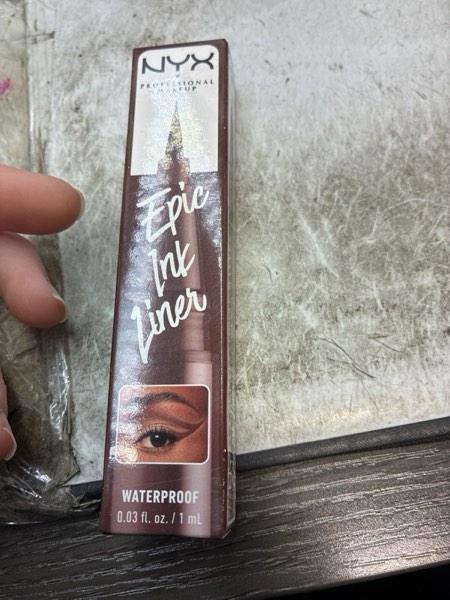 NYX
PROFESSIONAL
MAKEUP
Epic
Ink
Liner
WATERPROOF
0.03 fl. oz. / 1 mL